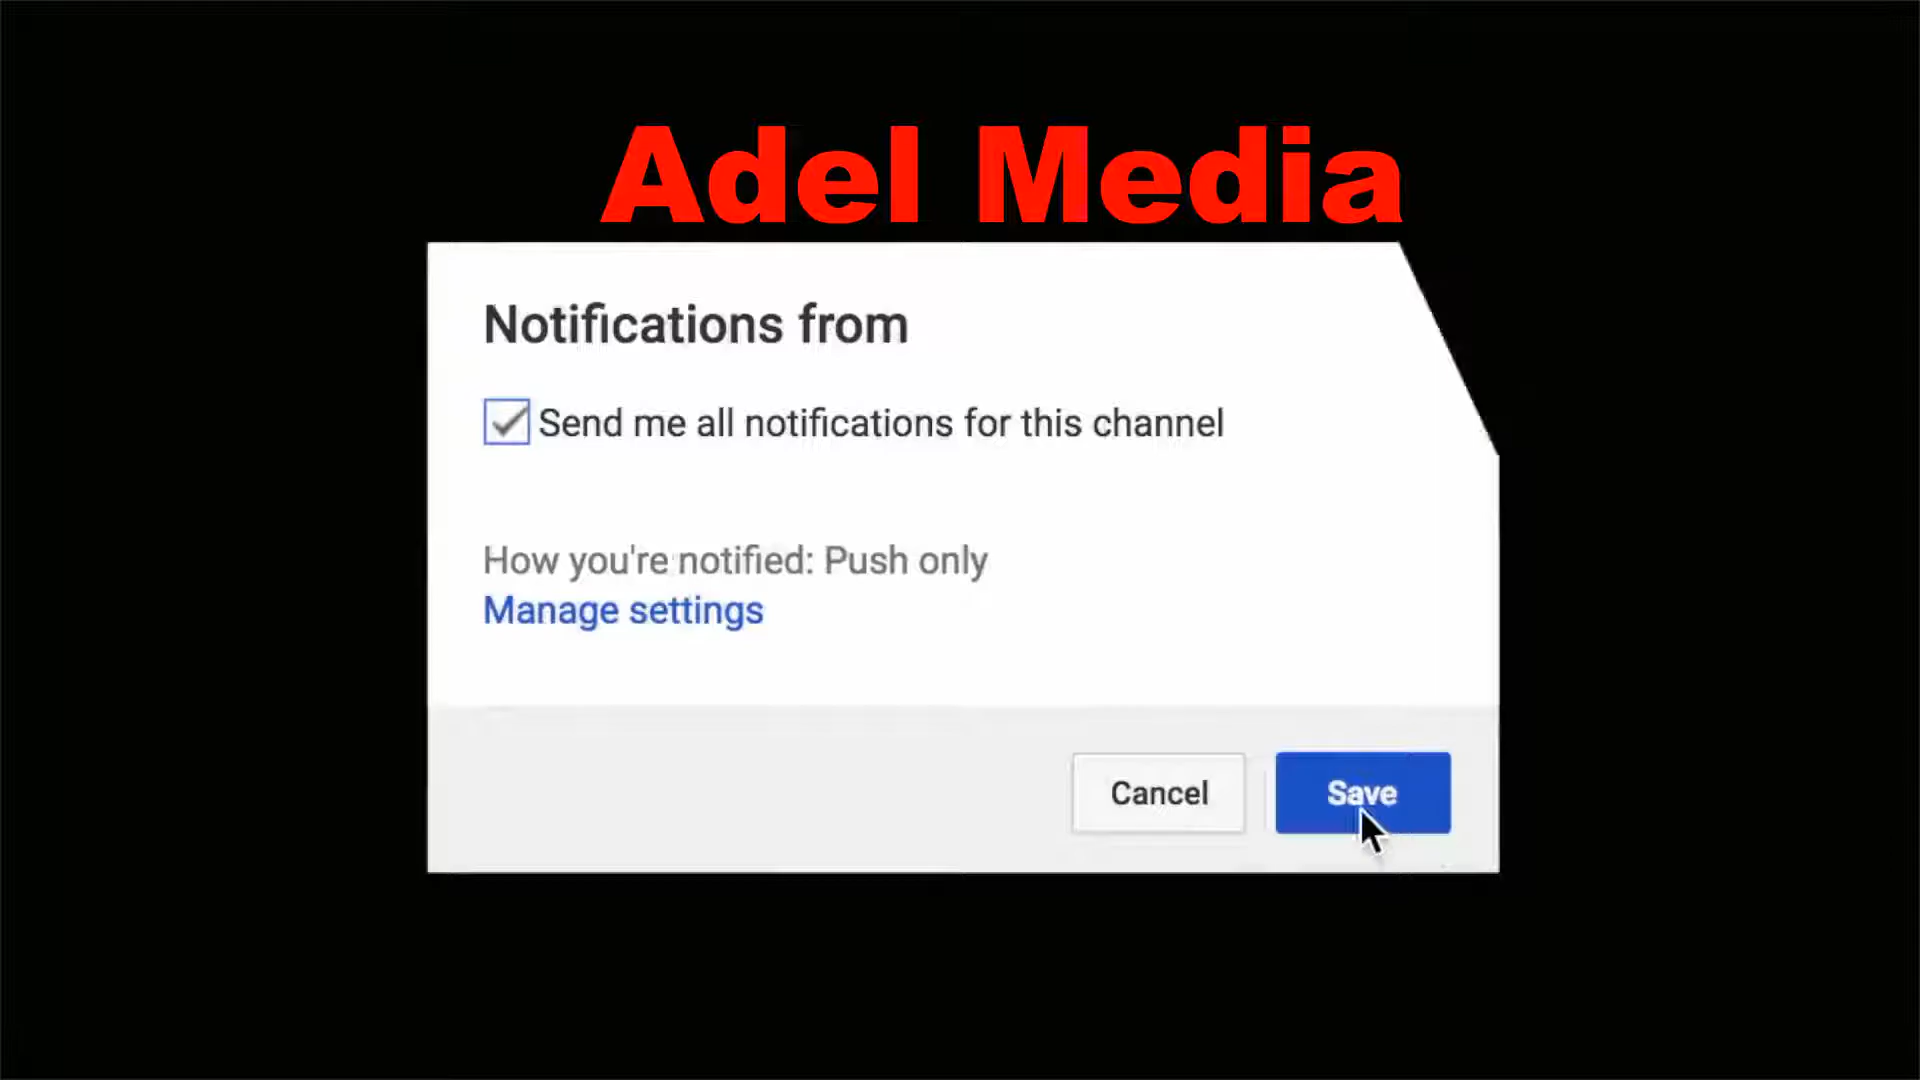 Adel Media
Notifications from
Send me all notifications for this channel
How you're notified: Push only
Manage settings
Cancel
Save